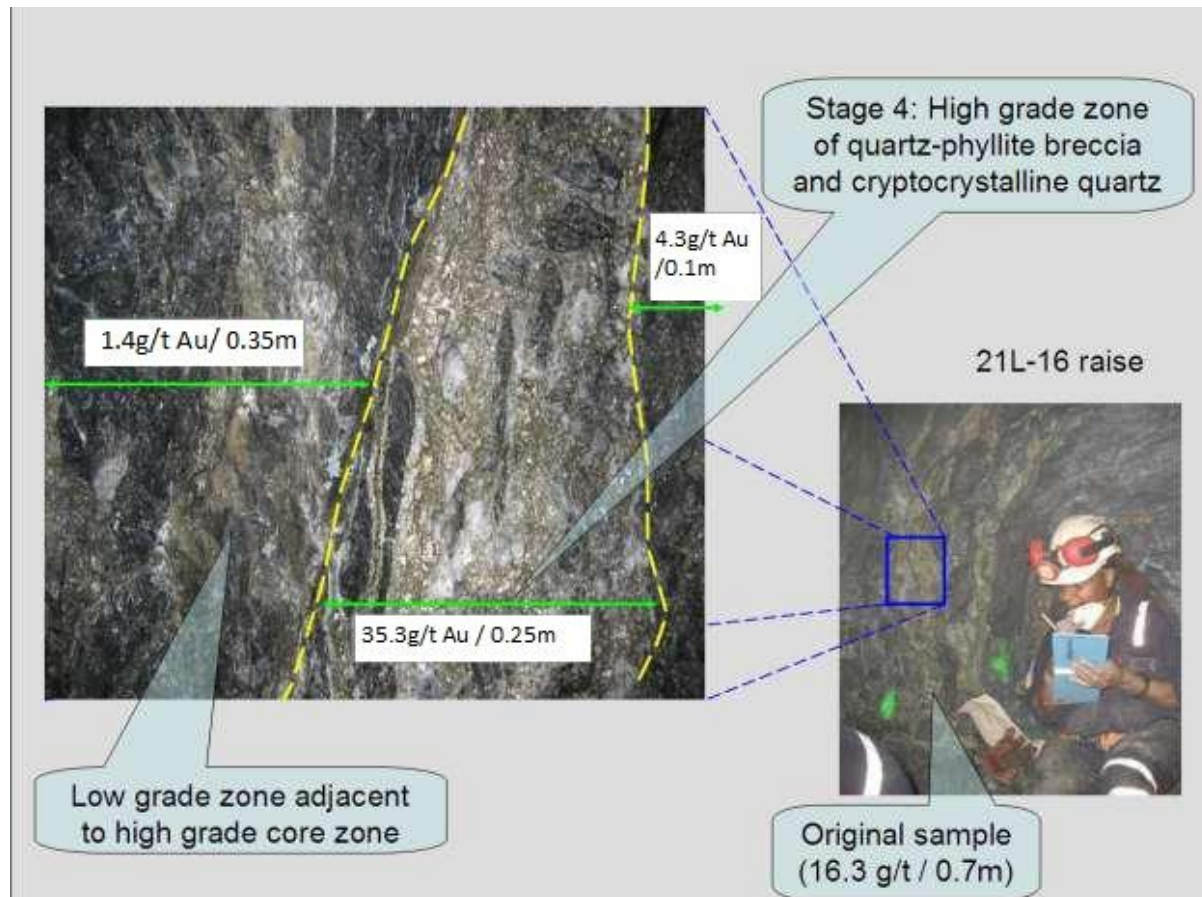 Stage 4: High grade zone
of quartz-phyllite breccia
and cryptocrystalline quartz
4.3g/t Au
/0.1m
1.4g/t Au/ 0.35m
21L-16 raise
35.3g/t Au / 0.25m
Low grade zone adjacent
to high grade core zone
Original sample
(16.3 g/t / 0.7m)